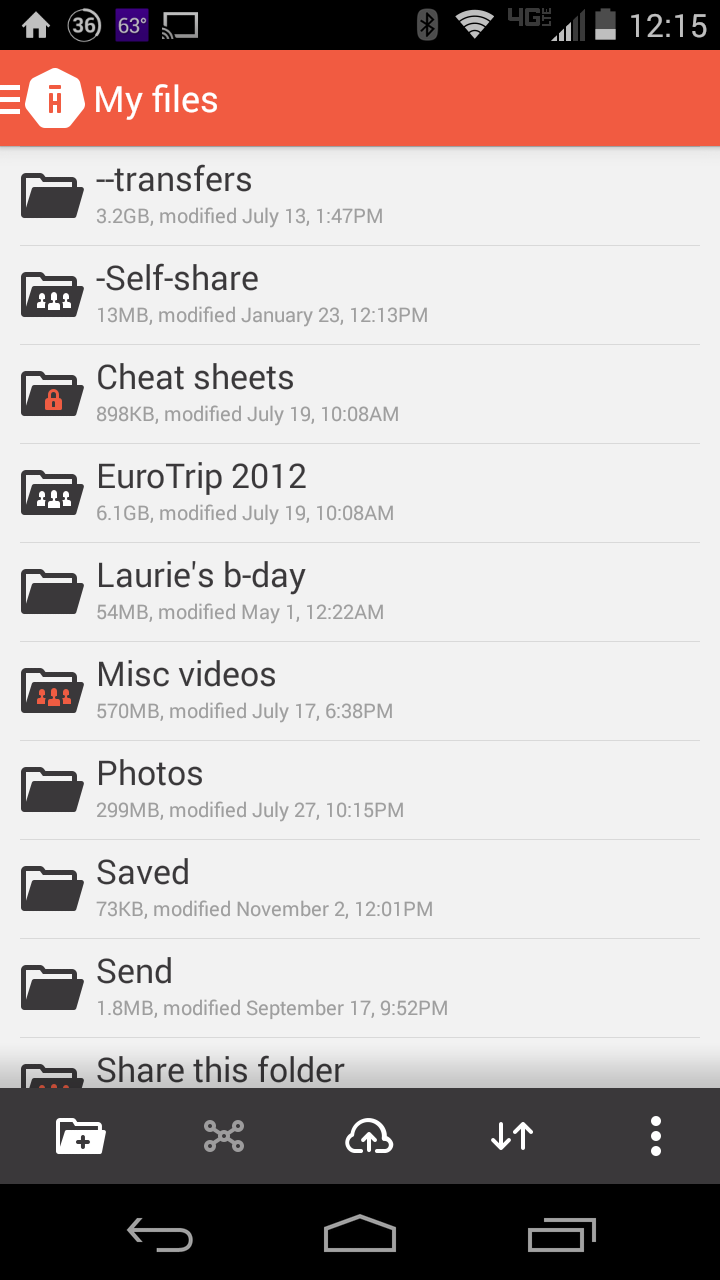 36 63° 4G LTE 12:15
H My files
--transfers
3.2GB, modified July 13, 1:47PM
-Self-share
13MB, modified January 23, 12:13PM
Cheat sheets
898KB, modified July 19, 10:08AM
EuroTrip 2012
6.1GB, modified July 19, 10:08AM
Laurie's b-day
54MB, modified May 1, 12:22AM
Misc videos
570MB, modified July 17, 6:38PM
Photos
299MB, modified July 27, 10:15PM
Saved
73KB, modified November 2, 12:01PM
Send
1.8MB, modified September 17, 9:52PM
Share this folder